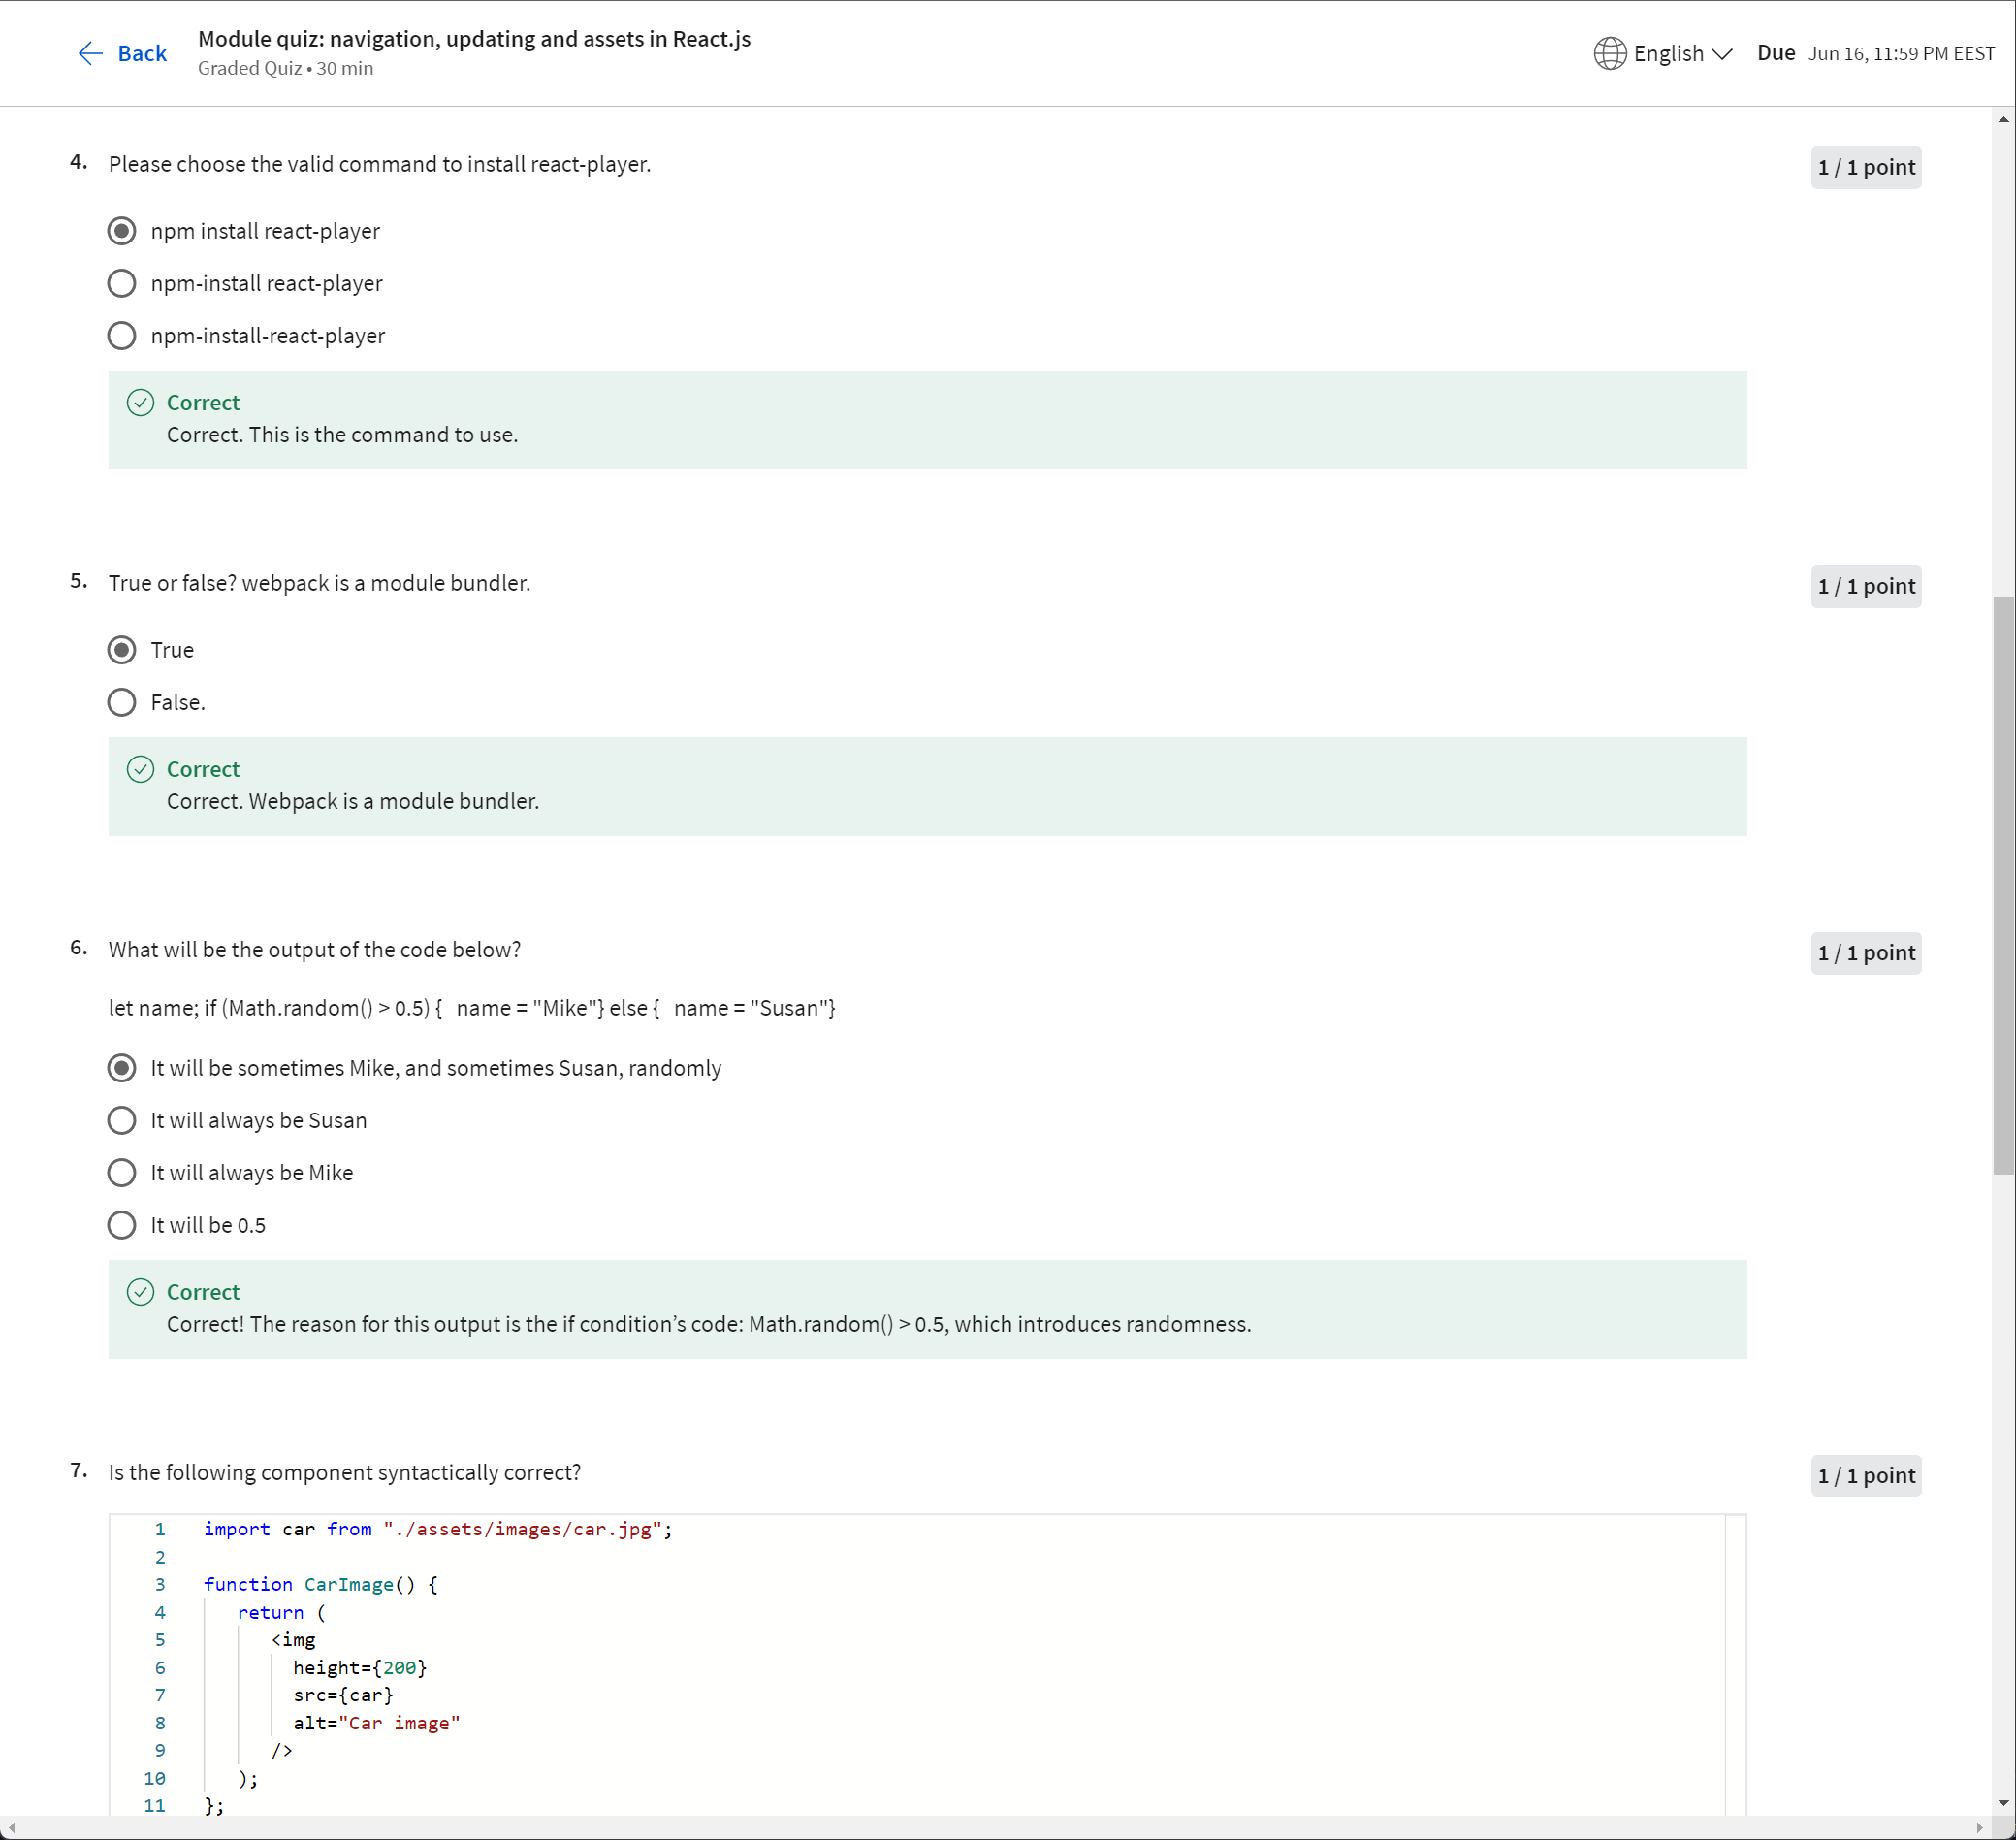 Back
Module quiz: navigation, updating and assets in React.js
Graded Quiz • 30 min
English
Due Jun 16, 11:59 PM EEST
4. Please choose the valid command to install react-player.
1 / 1 point
npm install react-player
npm-install react-player
npm-install-react-player
Correct
Correct. This is the command to use.
5. True or false? webpack is a module bundler.
1 / 1 point
True
False.
Correct
Correct. Webpack is a module bundler.
6. What will be the output of the code below?
1 / 1 point
let name; if (Math.random() > 0.5) {  name = "Mike"} else {  name = "Susan"}
It will be sometimes Mike, and sometimes Susan, randomly
It will always be Susan
It will always be Mike
It will be 0.5
Correct
Correct! The reason for this output is the if condition’s code: Math.random() > 0.5, which introduces randomness.
7. Is the following component syntactically correct?
1 / 1 point
1 import car from "./assets/images/car.jpg";
2
3 function CarImage() {
4 return (
5 <img
6 height={200}
7 src={car}
8 alt="Car image"
9 />
10 );
11 };